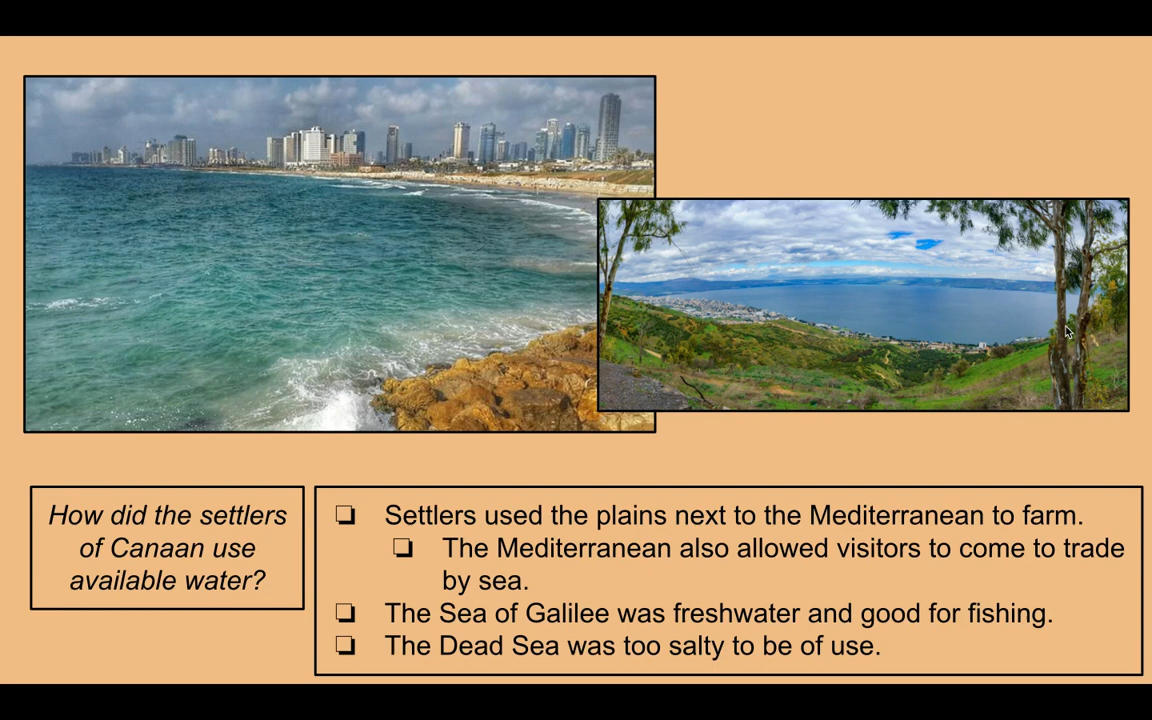 How did the settlers
of Canaan use
available water?
❏ Settlers used the plains next to the Mediterranean to farm.
❏ The Mediterranean also allowed visitors to come to trade
by sea.
❏ The Sea of Galilee was freshwater and good for fishing.
❏ The Dead Sea was too salty to be of use.